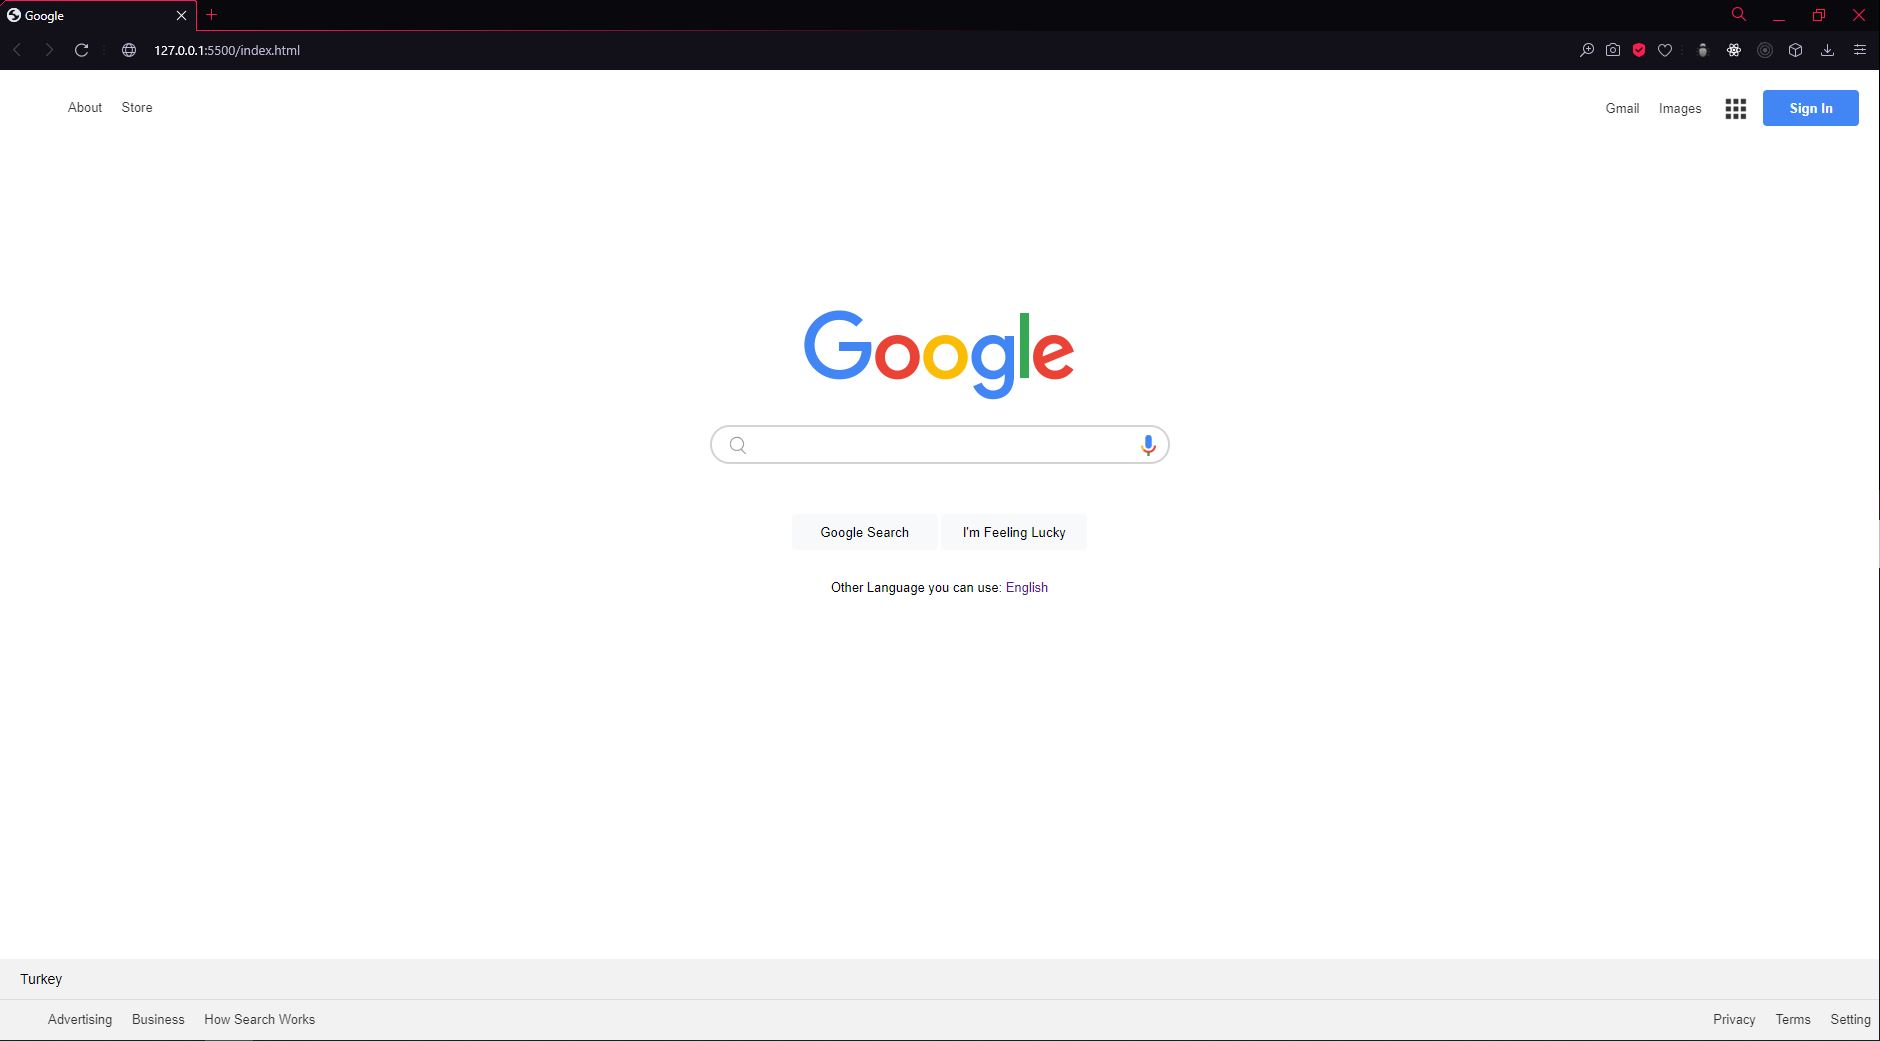 Google
127.0.0.1:5500/index.html
About Store
Gmail Images Sign In
Google
Google Search I'm Feeling Lucky
Other Language you can use: English
Turkey
Advertising Business How Search Works
Privacy Terms Setting